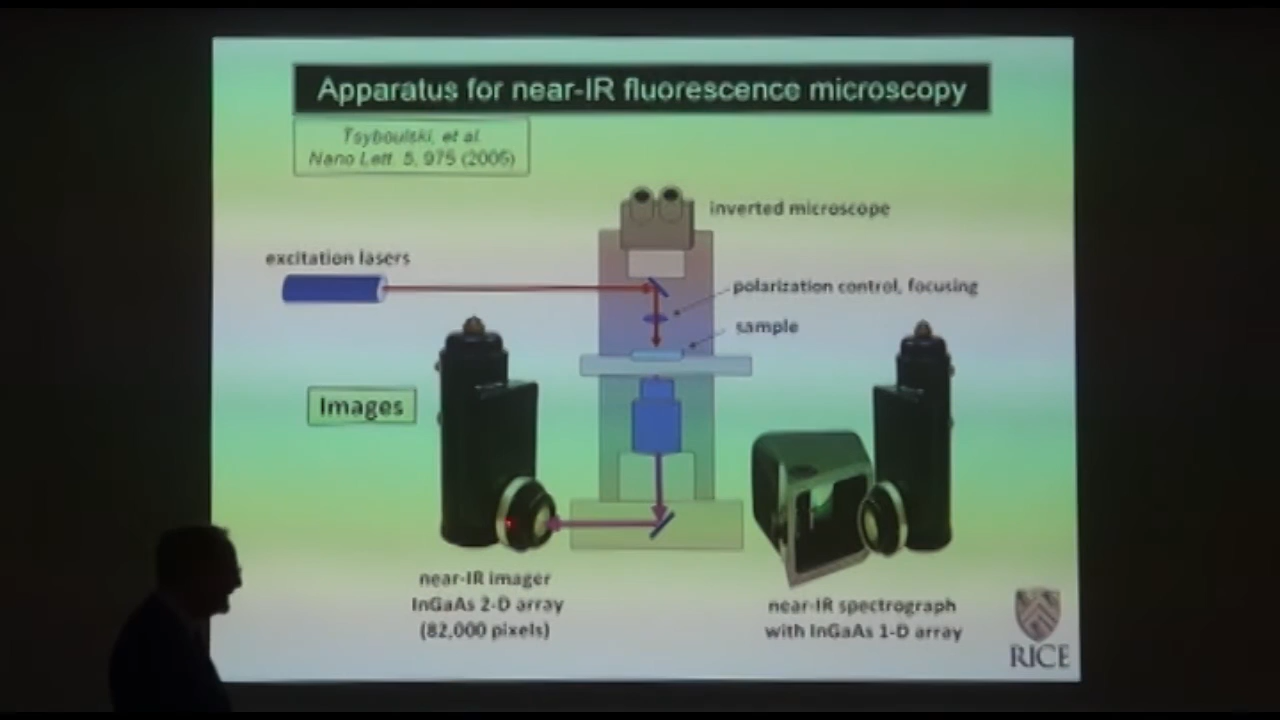 Apparatus for near-IR fluorescence microscopy
Tsyboulski, et al.
Nano Lett. 5, 975 (2005)
inverted microscope
excitation lasers
polarization control, focusing
sample
Images
near-IR imager
InGaAs 2-D array
(82,000 pixels)
near-IR spectrograph
with InGaAs 1-D array
RICE